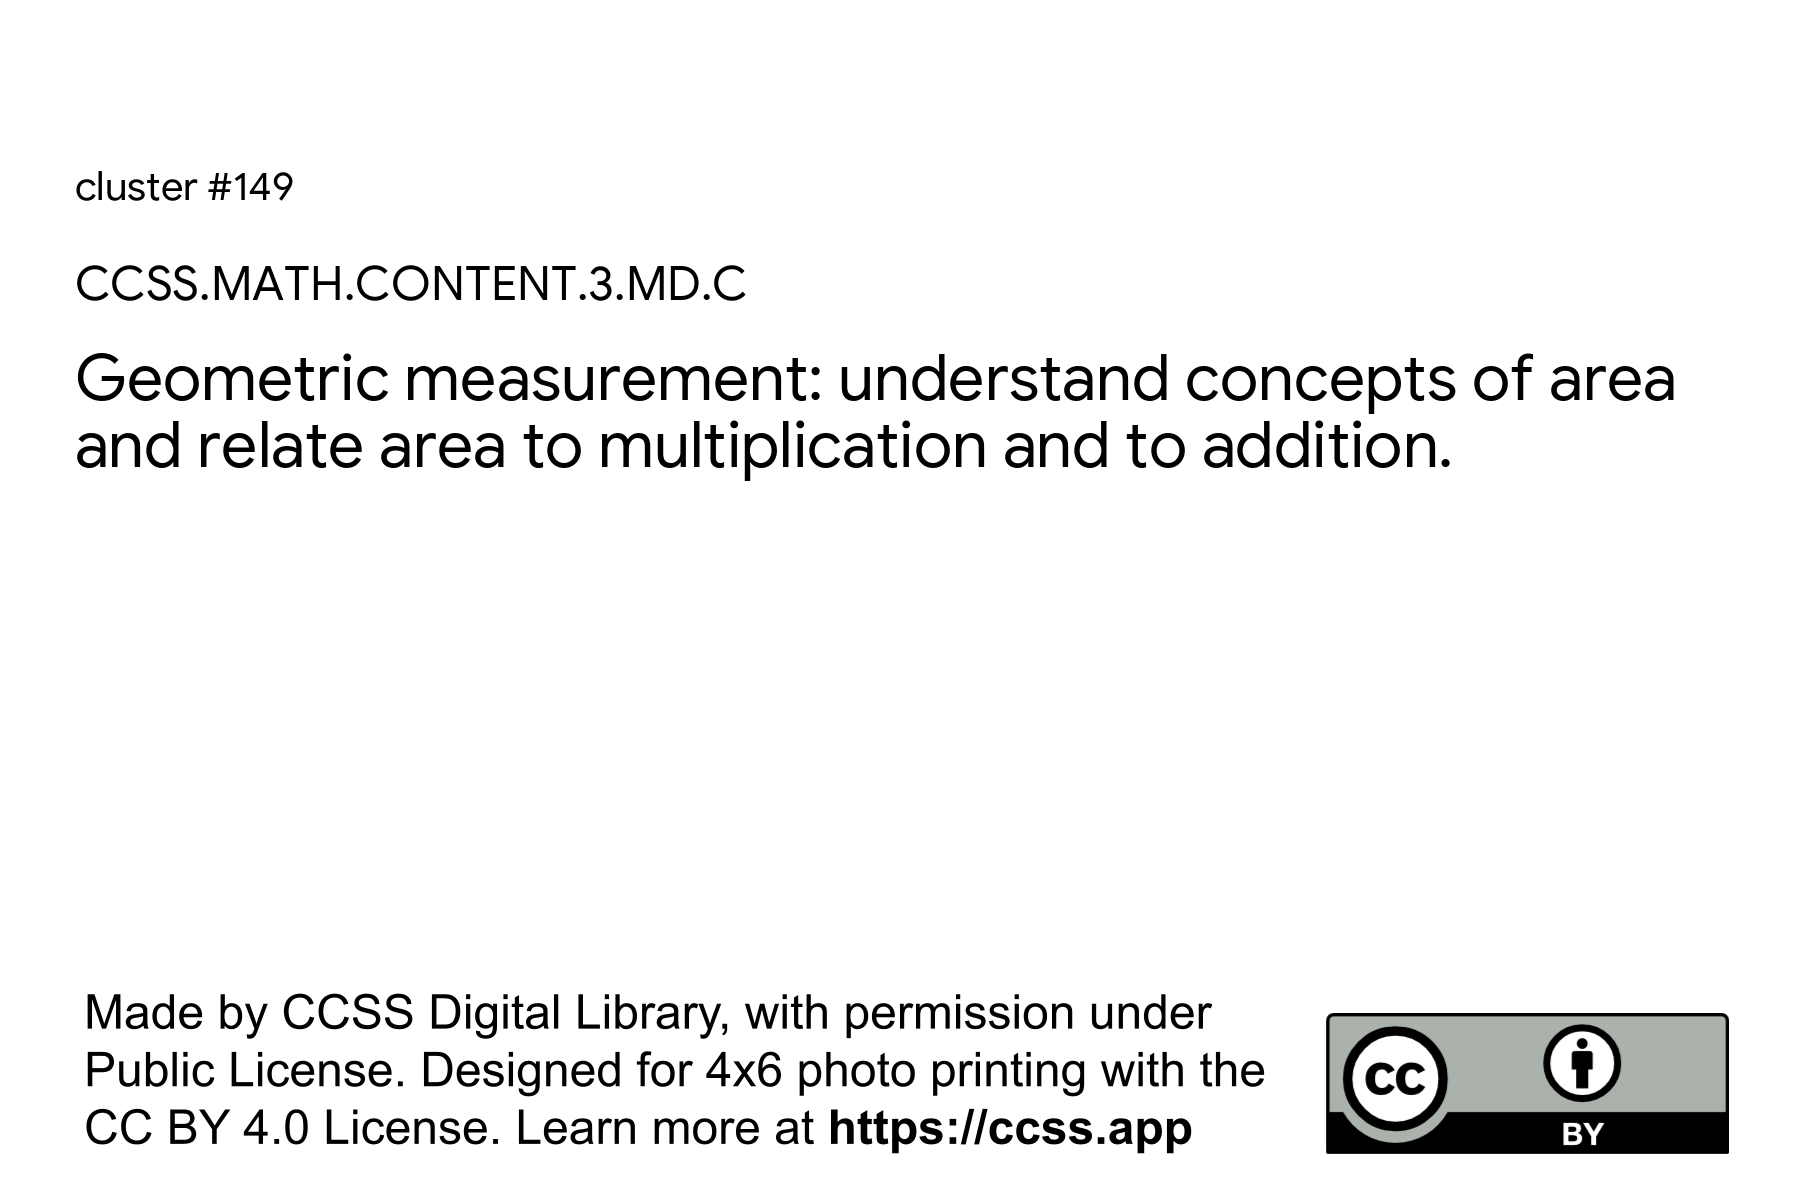 cluster #149
CCSS.MATH.CONTENT.3.MD.C
Geometric measurement: understand concepts of area
and relate area to multiplication and to addition.
Made by CCSS Digital Library, with permission under
Public License. Designed for 4x6 photo printing with the
CC BY 4.0 License. Learn more at https://ccss.app
CC
BY